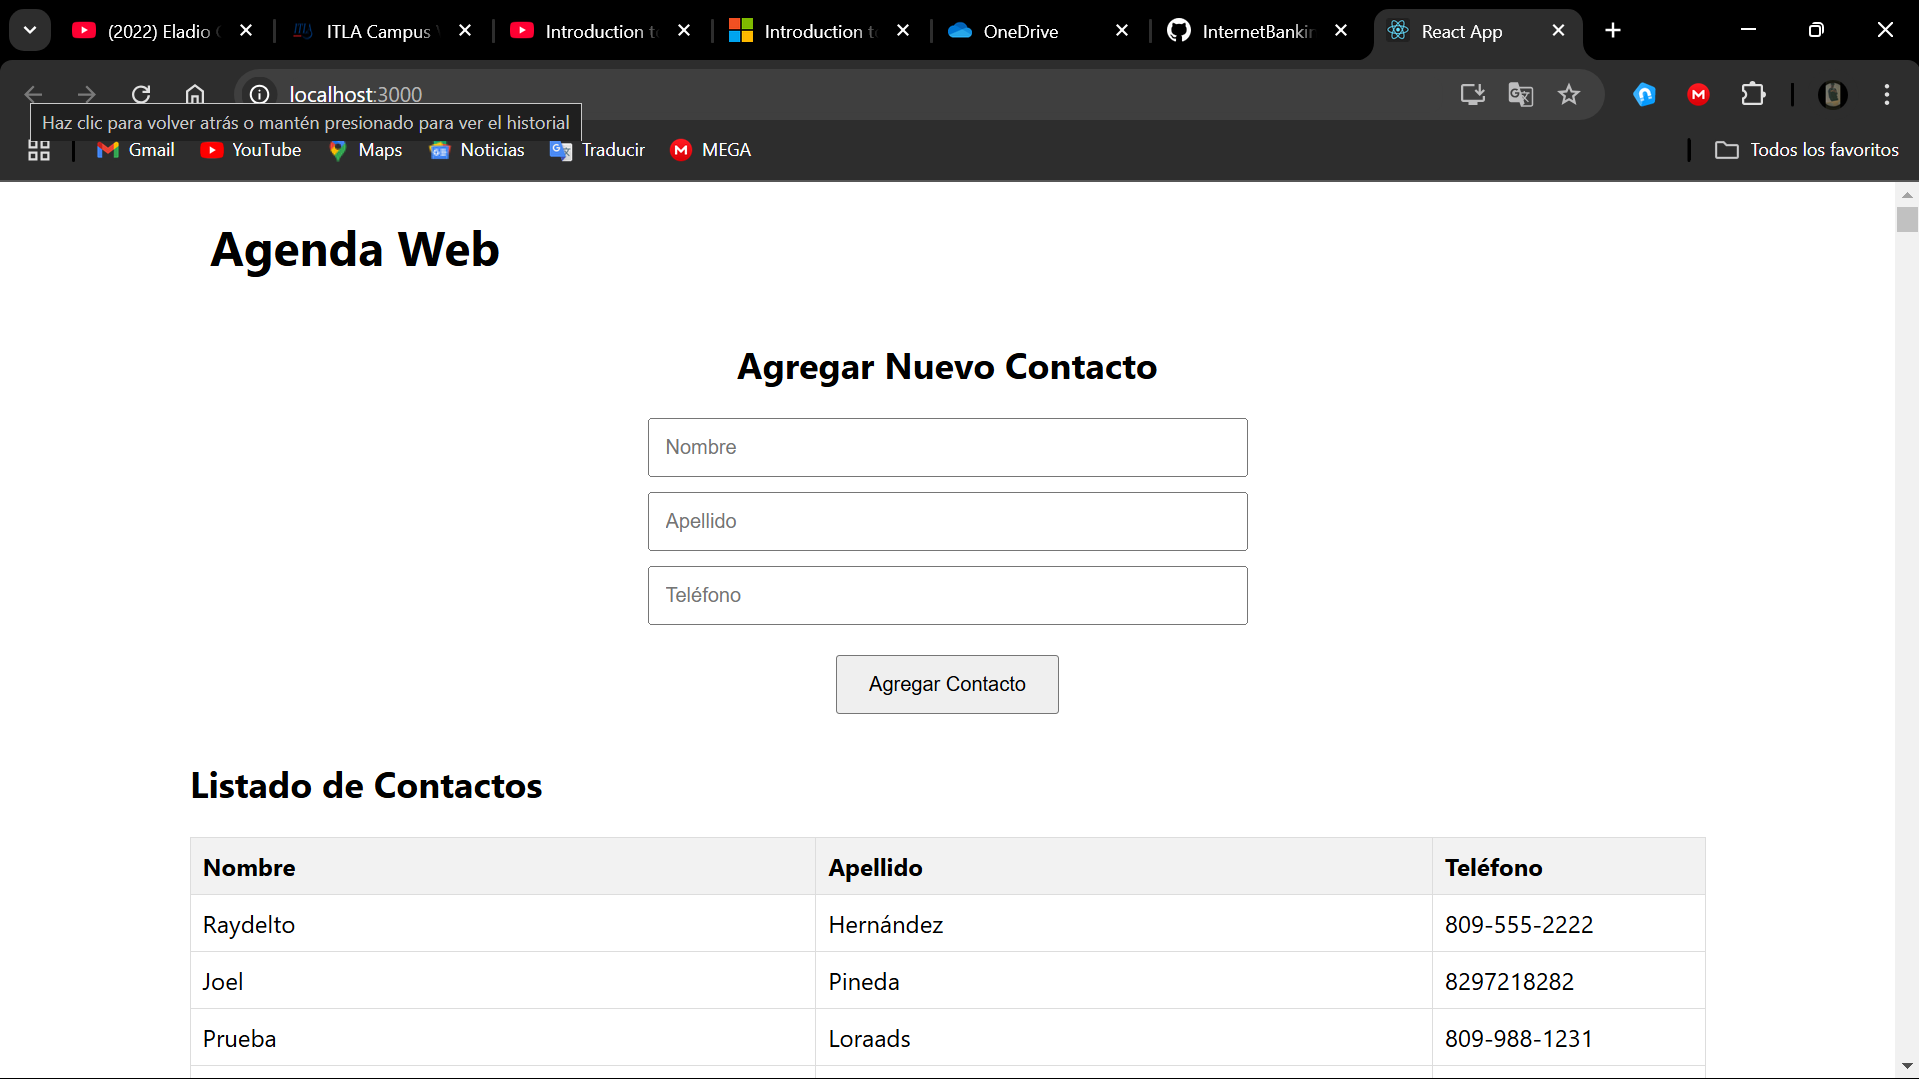 (2022) Eladio
ITLA Campus
Introduction to
Introduction to
OneDrive
InternetBankin
React App
localhost:3000
Haz clic para volver atrás o mantén presionado para ver el historial
Gmail
YouTube
Maps
Noticias
Traducir
MEGA
Todos los favoritos
Agenda Web
Agregar Nuevo Contacto
Nombre
Apellido
Teléfono
Agregar Contacto
Listado de Contactos
Nombre Apellido Teléfono
Raydelto Hernández 809-555-2222
Joel Pineda 8297218282
Prueba Loraads 809-988-1231